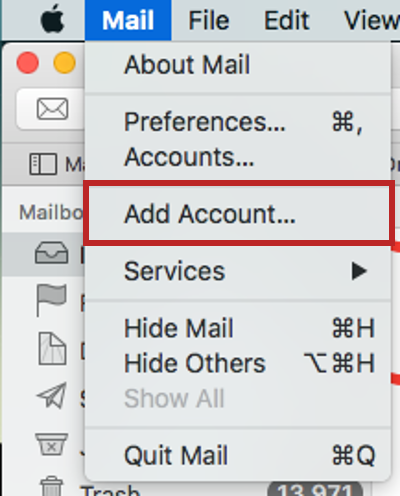 Mail File Edit View
About Mail
Preferences... ⌘,
Accounts...
Mailbo
Add Account...
Services ▶
Hide Mail ⌘H
Hide Others ⌥⌘H
Show All
Quit Mail ⌘Q
Trash 13,971